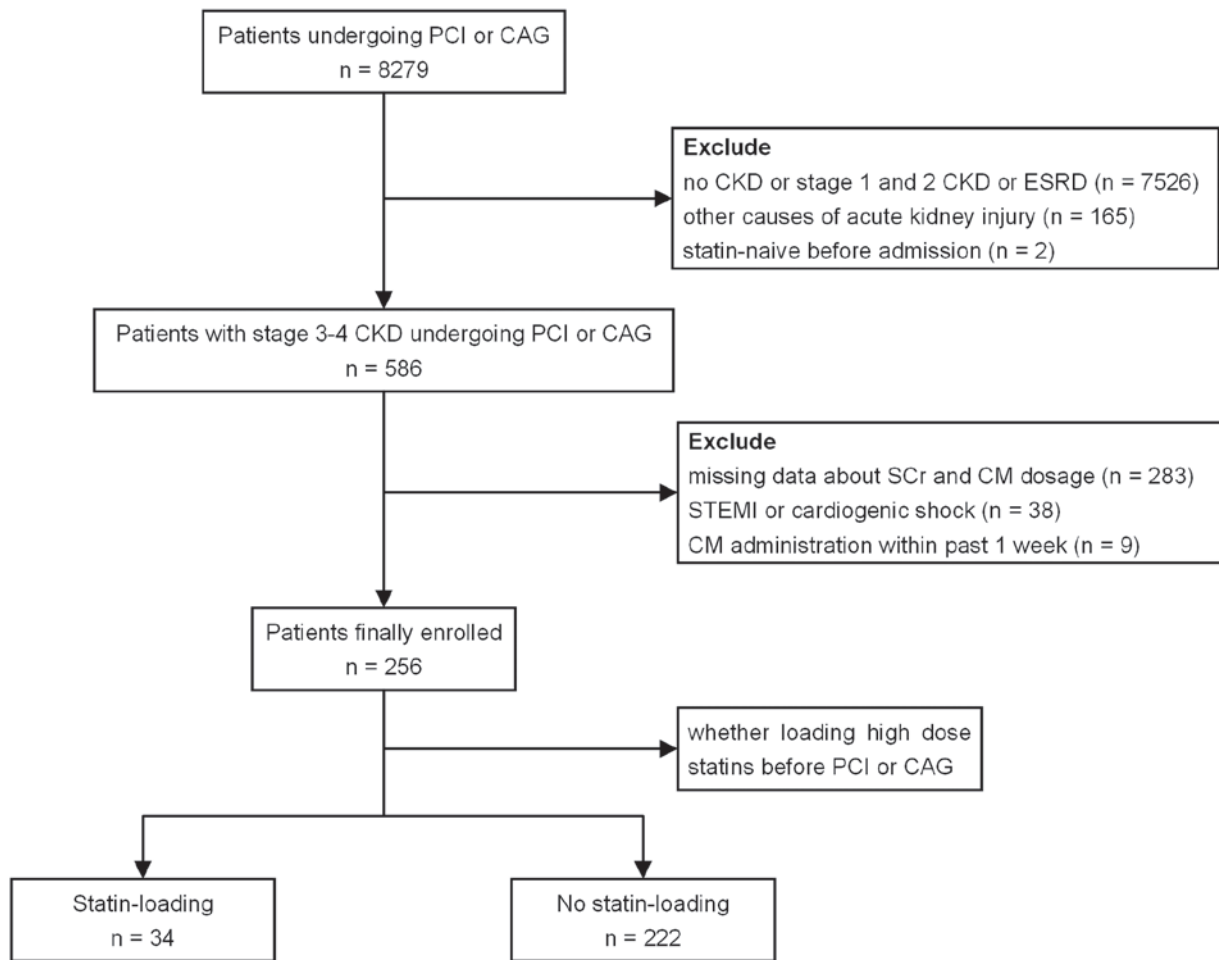 Patients undergoing PCI or CAG
n = 8279
Exclude
no CKD or stage 1 and 2 CKD or ESRD (n = 7526)
other causes of acute kidney injury (n = 165)
statin-naive before admission (n = 2)
Patients with stage 3-4 CKD undergoing PCI or CAG
n = 586
Exclude
missing data about SCr and CM dosage (n = 283)
STEMI or cardiogenic shock (n = 38)
CM administration within past 1 week (n = 9)
Patients finally enrolled
n = 256
whether loading high dose
statins before PCI or CAG
Statin-loading
n = 34
No statin-loading
n = 222